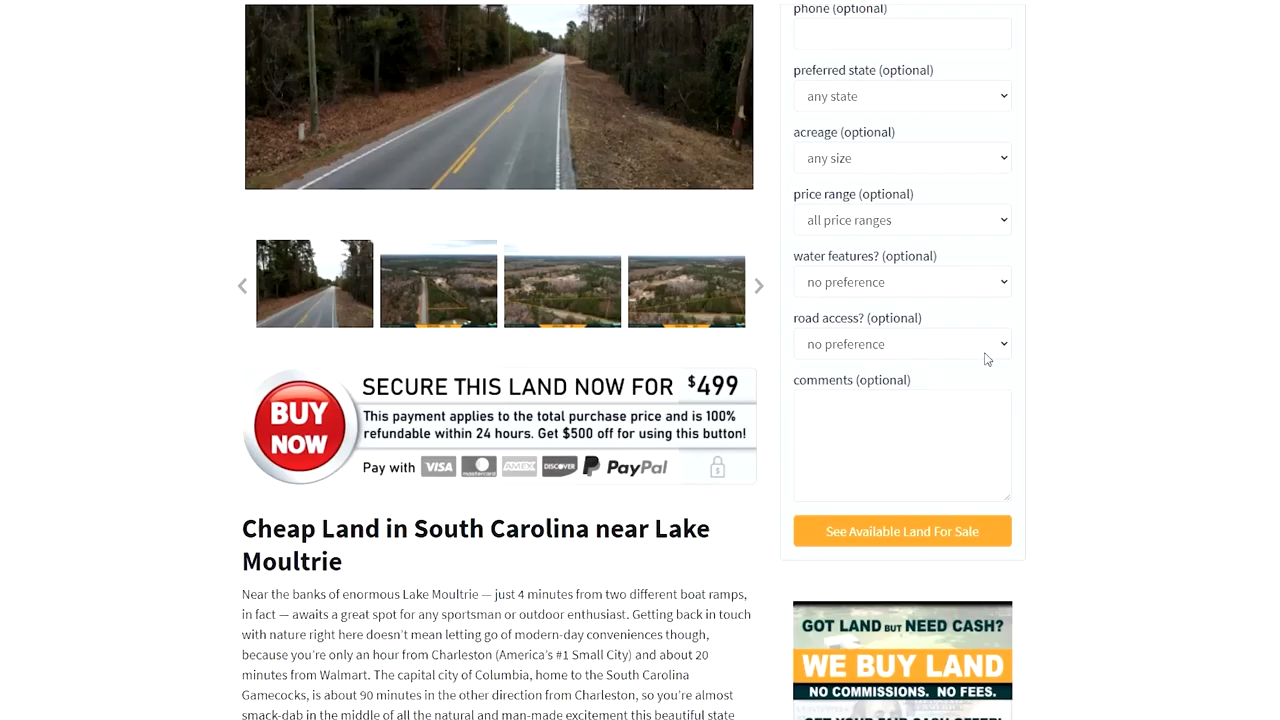 phone (optional)
preferred state (optional)
any state
acreage (optional)
any size
price range (optional)
all price ranges
water features? (optional)
no preference
road access? (optional)
no preference
comments (optional)
See Available Land For Sale
BUY
NOW
SECURE THIS LAND NOW FOR $499
This payment applies to the total purchase price and is 100%
refundable within 24 hours. Get $500 off for using this button!
Pay with VISA mastercard AMEX DISCOVER PayPal
Cheap Land in South Carolina near Lake
Moultrie
Near the banks of enormous Lake Moultrie — just 4 minutes from two different boat ramps,
in fact — awaits a great spot for any sportsman or outdoor enthusiast. Getting back in touch
with nature right here doesn't mean letting go of modern-day conveniences though,
because you're only an hour from Charleston (America's #1 Small City) and about 20
minutes from Walmart. The capital city of Columbia, home to the South Carolina
Gamecocks, is about 90 minutes in the other direction from Charleston, so you're almost
smack-dab in the middle of all the natural and man-made excitement this beautiful state
GOT LAND BUT NEED CASH?
WE BUY LAND
NO COMMISSIONS. NO FEES.
GET YOUR FAIR CASH OFFER!